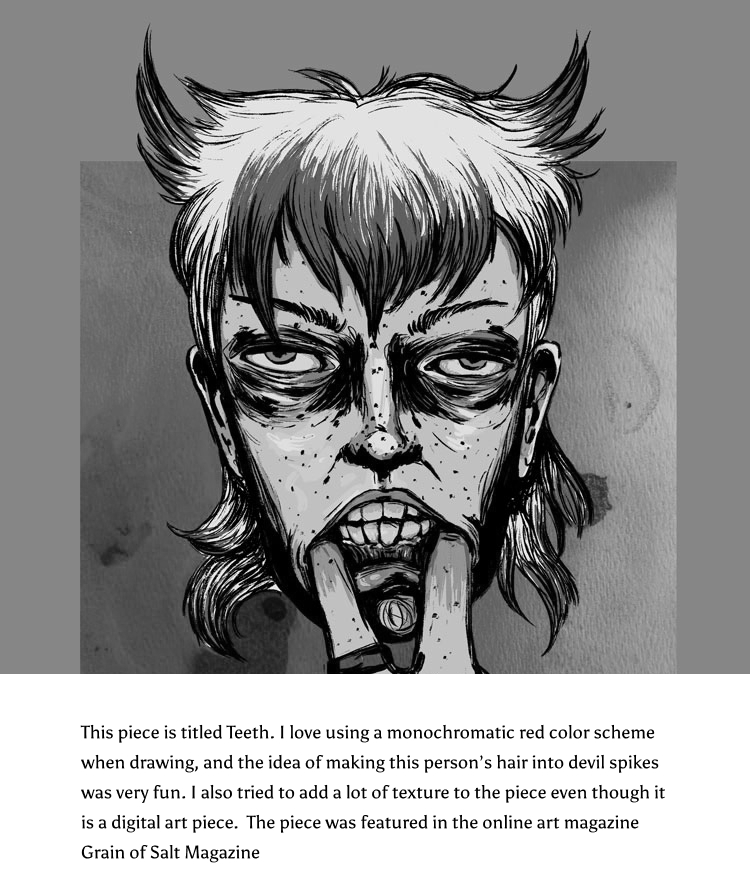 This piece is titled Teeth. I love using a monochromatic red color scheme
when drawing, and the idea of making this person's hair into devil spikes
was very fun. I also tried to add a lot of texture to the piece even though it
is a digital art piece.  The piece was featured in the online art magazine
Grain of Salt Magazine